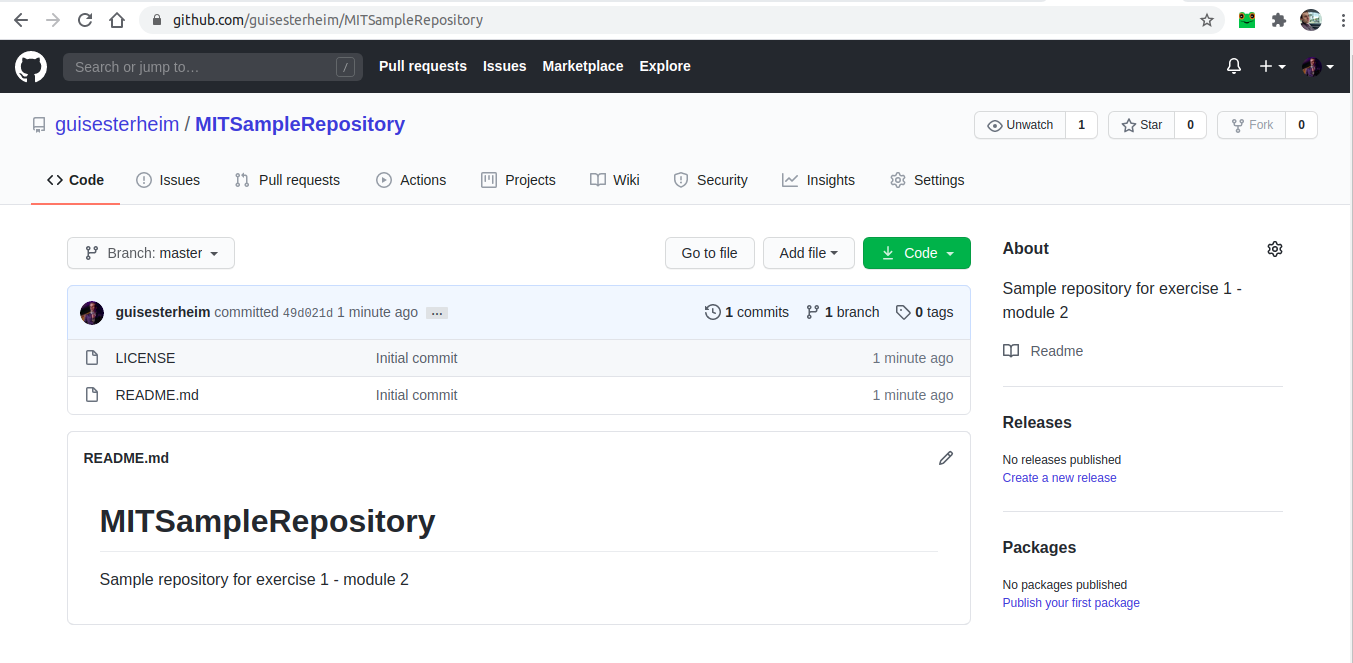 github.com/guisesterheim/MITSampleRepository
Search or jump to… / Pull requests Issues Marketplace Explore
guisesterheim / MITSampleRepository Unwatch 1 Star 0 Fork 0
Code Issues Pull requests Actions Projects Wiki Security Insights Settings
Branch: master Go to file Add file Code
guisesterheim committed 49d021d 1 minute ago ... 1 commits 1 branch 0 tags
LICENSE Initial commit 1 minute ago
README.md Initial commit 1 minute ago
README.md
MITSampleRepository
Sample repository for exercise 1 - module 2
About
Sample repository for exercise 1 -
module 2
Readme
Releases
No releases published
Create a new release
Packages
No packages published
Publish your first package